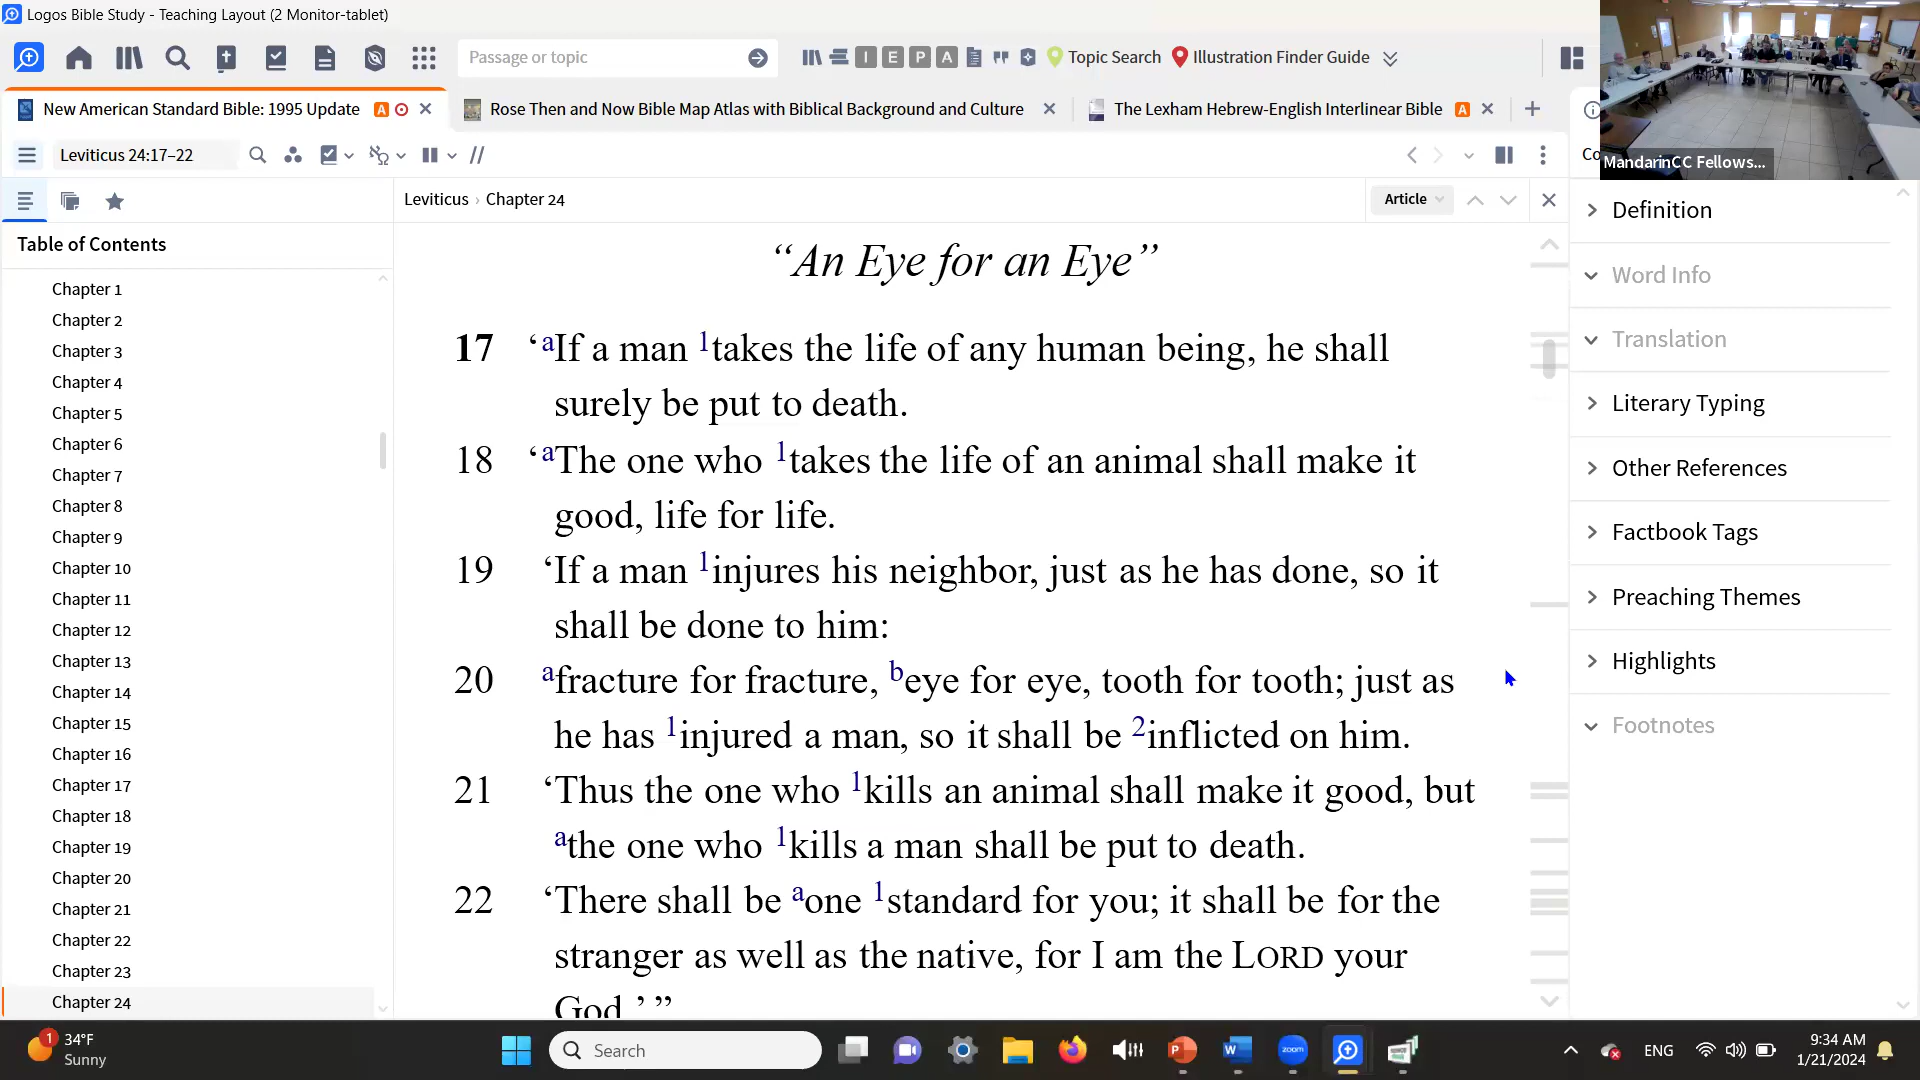 Logos Bible Study - Teaching Layout (2 Monitor-tablet)
Passage or topic
I E P A
Topic Search
Illustration Finder Guide
New American Standard Bible: 1995 Update A
Rose Then and Now Bible Map Atlas with Biblical Background and Culture
The Lexham Hebrew-English Interlinear Bible A
Leviticus 24:17–22
Co
MandarinCC Fellows...
Leviticus › Chapter 24
Article
Table of Contents
Chapter 1
Chapter 2
Chapter 3
Chapter 4
Chapter 5
Chapter 6
Chapter 7
Chapter 8
Chapter 9
Chapter 10
Chapter 11
Chapter 12
Chapter 13
Chapter 14
Chapter 15
Chapter 16
Chapter 17
Chapter 18
Chapter 19
Chapter 20
Chapter 21
Chapter 22
Chapter 23
Chapter 24
“An Eye for an Eye”
17 ‘aIf a man 1takes the life of any human being, he shall
surely be put to death.
18 ‘aThe one who 1takes the life of an animal shall make it
good, life for life.
19 ‘If a man 1injures his neighbor, just as he has done, so it
shall be done to him:
20 afracture for fracture, beye for eye, tooth for tooth; just as
he has 1injured a man, so it shall be 2inflicted on him.
21 ‘Thus the one who 1kills an animal shall make it good, but
athe one who 1kills a man shall be put to death.
22 ‘There shall be aone 1standard for you; it shall be for the
stranger as well as the native, for I am the LORD your
God.’ ”
Definition
Word Info
Translation
Literary Typing
Other References
Factbook Tags
Preaching Themes
Highlights
Footnotes
1
34°F
Sunny
Search
P
W
zoom
ENG
9:34 AM
1/21/2024